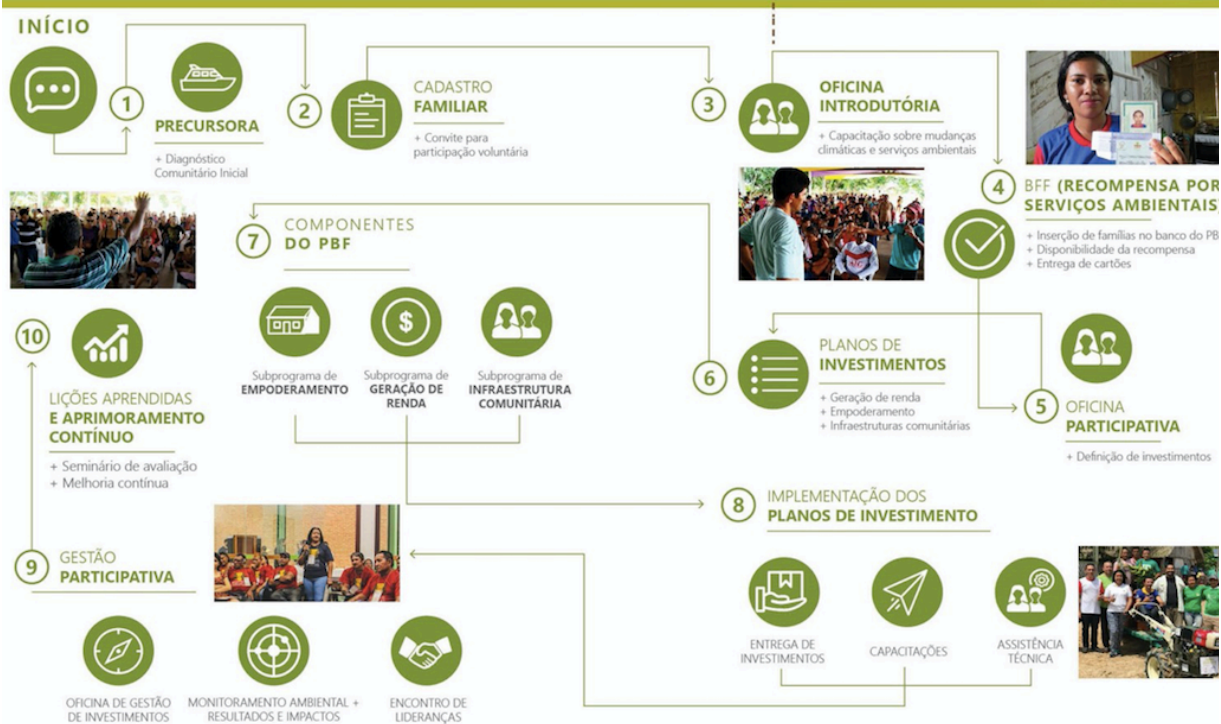 INÍCIO
1
PRECURSORA
+ Diagnóstico
Comunitário Inicial
2
CADASTRO
FAMILIAR
+ Convite para
participação voluntária
3
OFICINA
INTRODUTÓRIA
+ Capacitação sobre mudanças
climáticas e serviços ambientais
4
BFF (RECOMPENSA POR
SERVIÇOS AMBIENTAIS)
+ Inserção de famílias no banco do PB
+ Disponibilidade da recompensa
+ Entrega de cartões
5
OFICINA
PARTICIPATIVA
+ Definição de investimentos
6
PLANOS DE
INVESTIMENTOS
+ Geração de renda
+ Empoderamento
+ Infraestruturas comunitárias
7
COMPONENTES
DO PBF
Subprograma de
EMPODERAMENTO
Subprograma de
GERAÇÃO DE
RENDA
Subprograma de
INFRAESTRUTURA
COMUNITÁRIA
8
IMPLEMENTAÇÃO DOS
PLANOS DE INVESTIMENTO
ENTREGA DE
INVESTIMENTOS
CAPACITAÇÕES
ASSISTÊNCIA
TÉCNICA
9
GESTÃO
PARTICIPATIVA
OFICINA DE GESTÃO
DE INVESTIMENTOS
MONITORAMENTO AMBIENTAL +
RESULTADOS E IMPACTOS
ENCONTRO DE
LIDERANÇAS
10
LIÇÕES APRENDIDAS
E APRIMORAMENTO
CONTÍNUO
+ Seminário de avaliação
+ Melhoria contínua